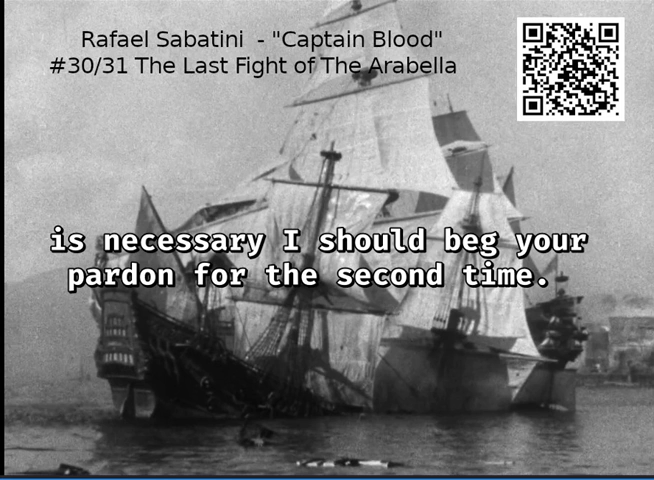 Rafael Sabatini - "Captain Blood"
#30/31 The Last Fight of The Arabella
is necessary I should beg your
pardon for the second time.